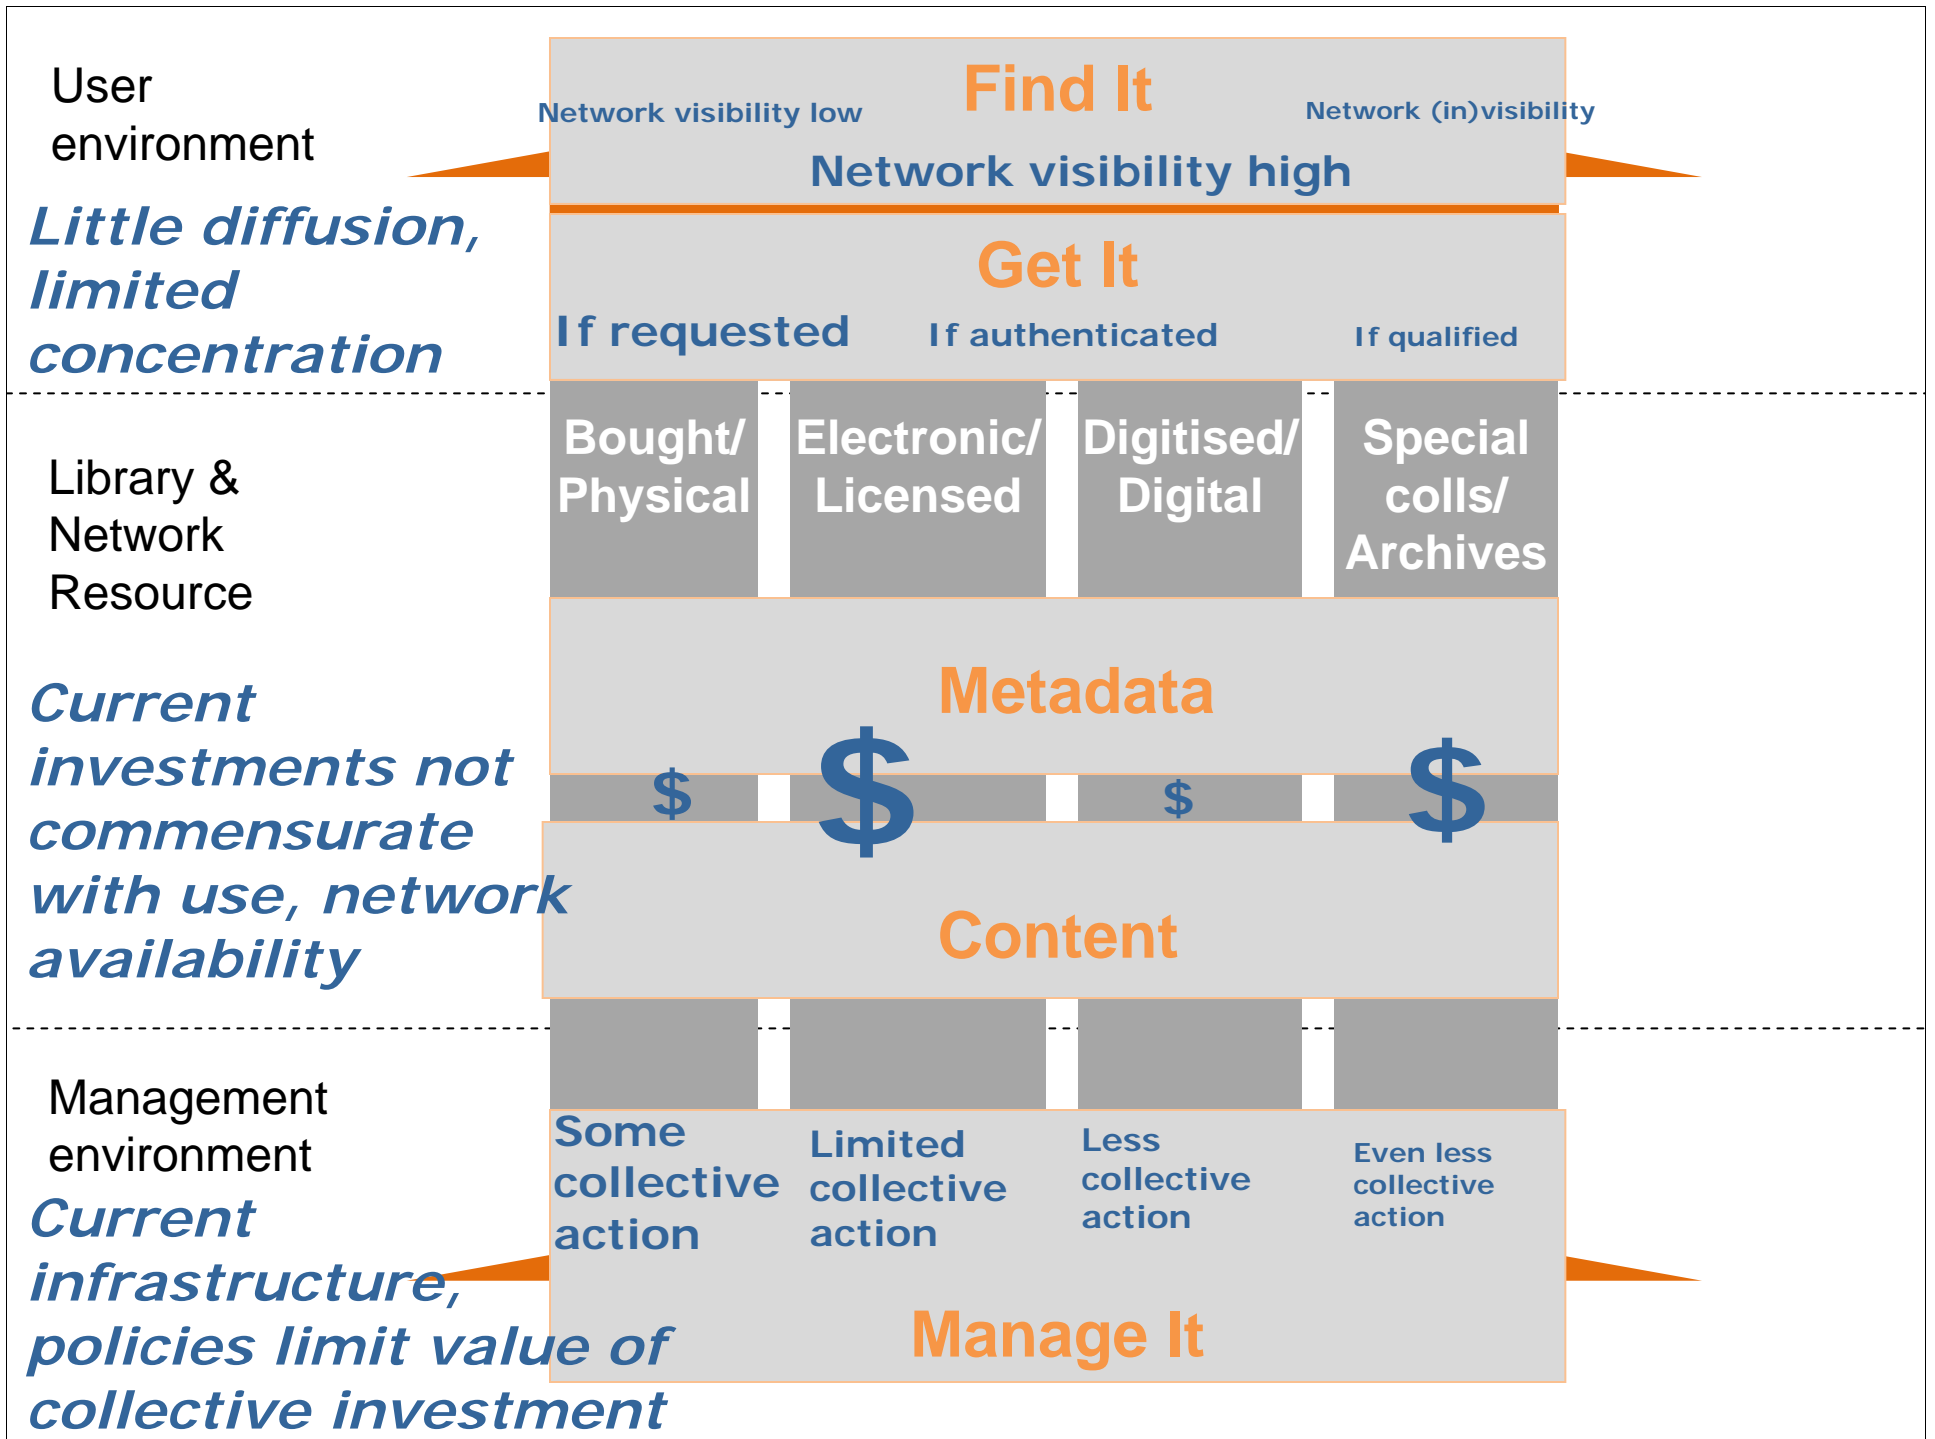 User
environment
Little diffusion,
limited
concentration
Find It
Network visibility low
Network (in)visibility
Network visibility high
Get It
If requested
If authenticated
If qualified
Library &
Network
Resource
Current
investments not
commensurate
with use, network
availability
Bought/
Physical
Electronic/
Licensed
Digitised/
Digital
Special
colls/
Archives
Metadata
$
$
$
$
Content
Management
environment
Current
infrastructure,
policies limit value of
collective investment
Some
collective
action
Limited
collective
action
Less
collective
action
Even less
collective
action
Manage It